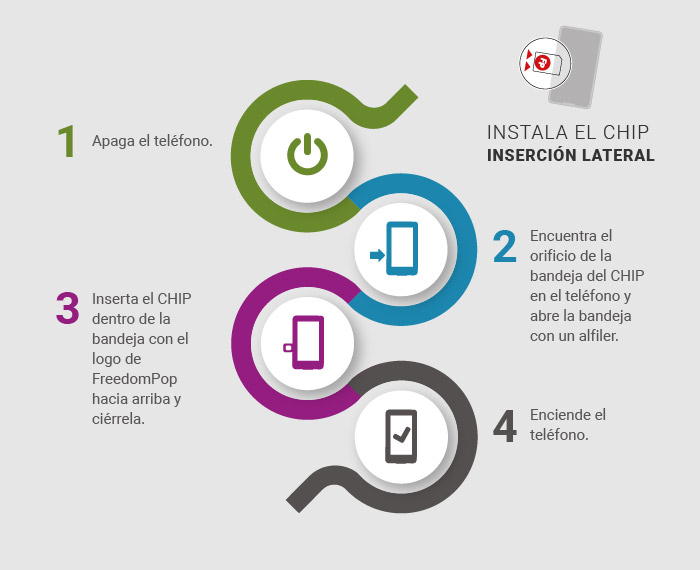 INSTALA EL CHIP
INSERCIÓN LATERAL
1
Apaga el teléfono.
2
Encuentra el
orificio de la
bandeja del CHIP
en el teléfono y
abre la bandeja
con un alfiler.
3
Inserta el CHIP
dentro de la
bandeja con el
logo de
FreedomPop
hacia arriba y
ciérrela.
4
Enciende el
teléfono.